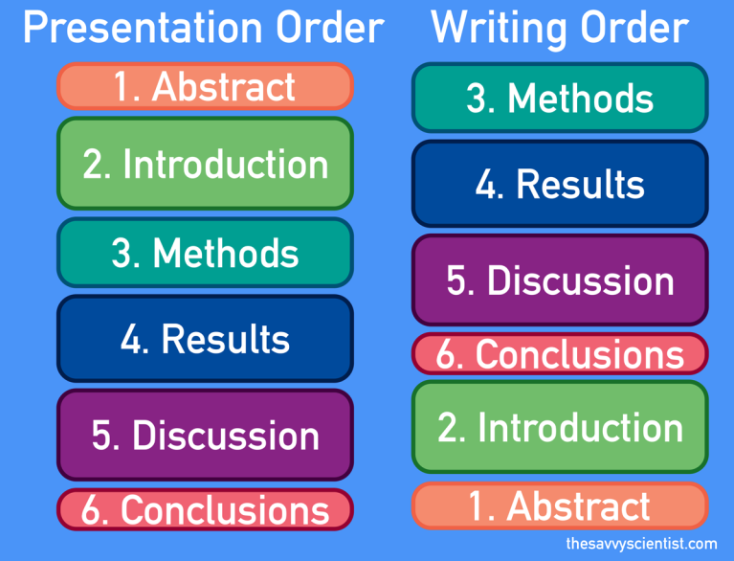 Presentation Order
1. Abstract
2. Introduction
3. Methods
4. Results
5. Discussion
6. Conclusions
Writing Order
3. Methods
4. Results
5. Discussion
6. Conclusions
2. Introduction
1. Abstract
thesavvyscientist.com